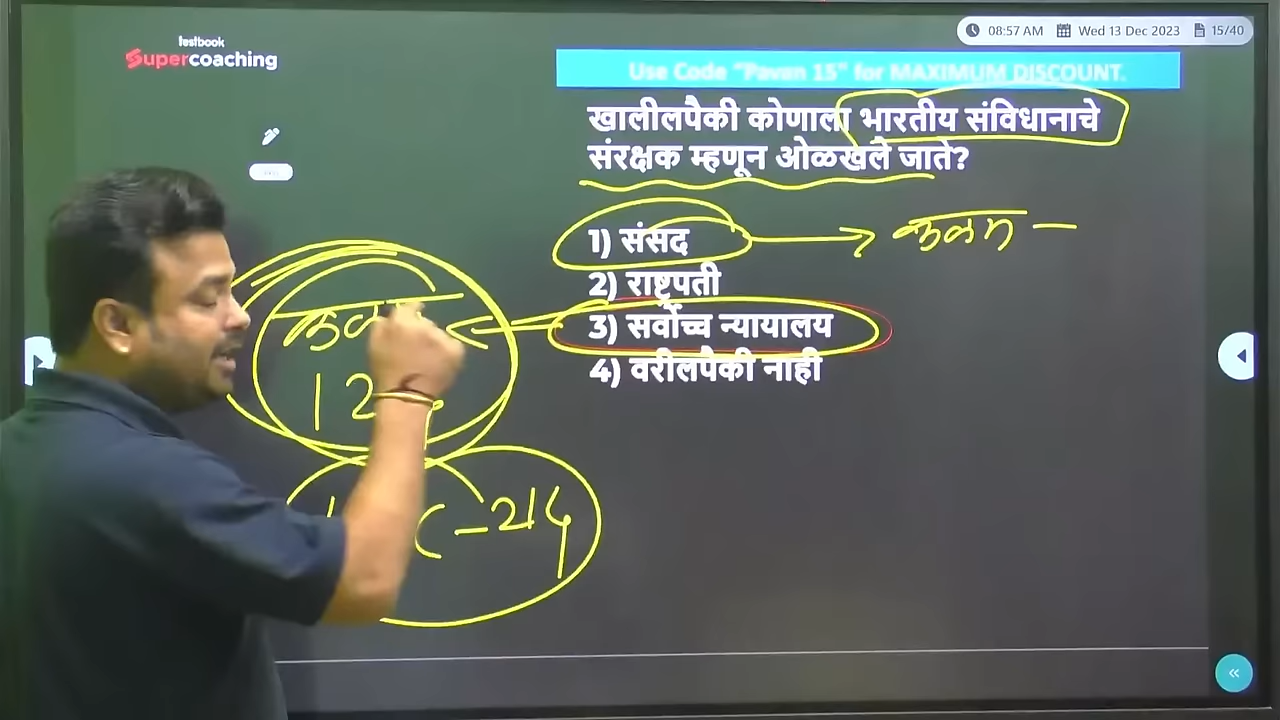 testbook
Supercoaching
08:57 AM Wed 13 Dec 2023 15/40
Use Code "Pavan 15" for MAXIMUM DISCOUNT.
खालीलपैकी कोणाला भारतीय संविधानाचे
संरक्षक म्हणून ओळखले जाते?
1) संसद
2) राष्ट्रपती
3) सर्वोच्च न्यायालय
4) वरीलपैकी नाही
कलम —